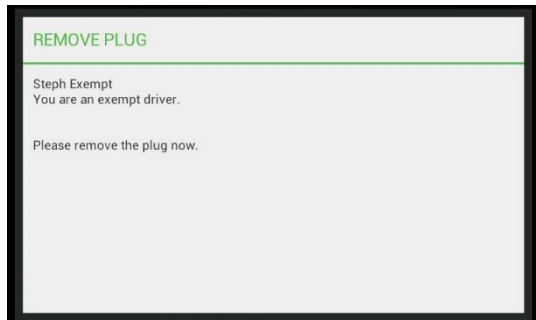 REMOVE PLUG
Steph Exempt
You are an exempt driver.
Please remove the plug now.